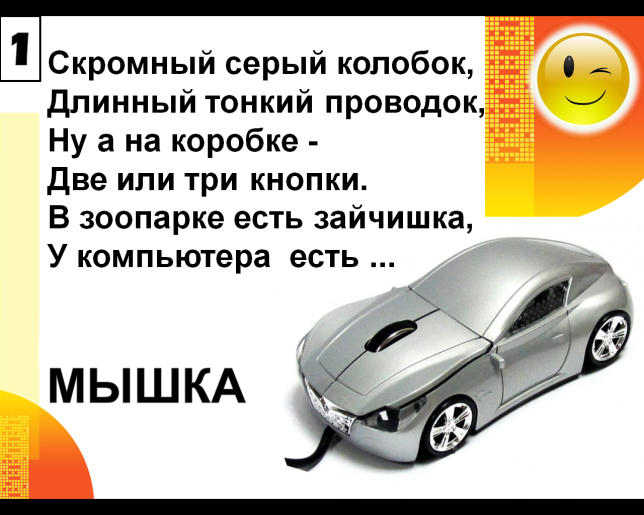 1
Скромный серый колобок,
Длинный тонкий проводок,
Ну а на коробке -
Две или три кнопки.
В зоопарке есть зайчишка,
У компьютера есть ...
МЫШКА